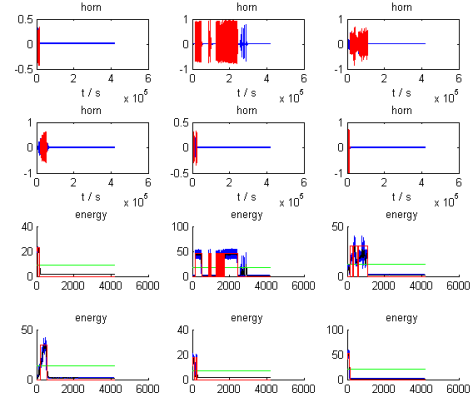 horn horn horn
0.5 1 1
0 0 0
-0.5 -1 -1
0 2 4 6 0 2 4 6 0 2 4 6
t / s x 10^5 t / s x 10^5 t / s x 10^5
horn horn horn
1 0.5 1
0 0 0
-1 -0.5 -1
0 2 4 6 0 2 4 6 0 2 4 6
t / s x 10^5 t / s x 10^5 t / s x 10^5
energy energy energy
40 100 50
20 50
0 0 0
0 2000 4000 6000 0 2000 4000 6000 0 2000 4000 6000
energy energy energy
50 40 100
20 50
0 0 0
0 2000 4000 6000 0 2000 4000 6000 0 2000 4000 6000